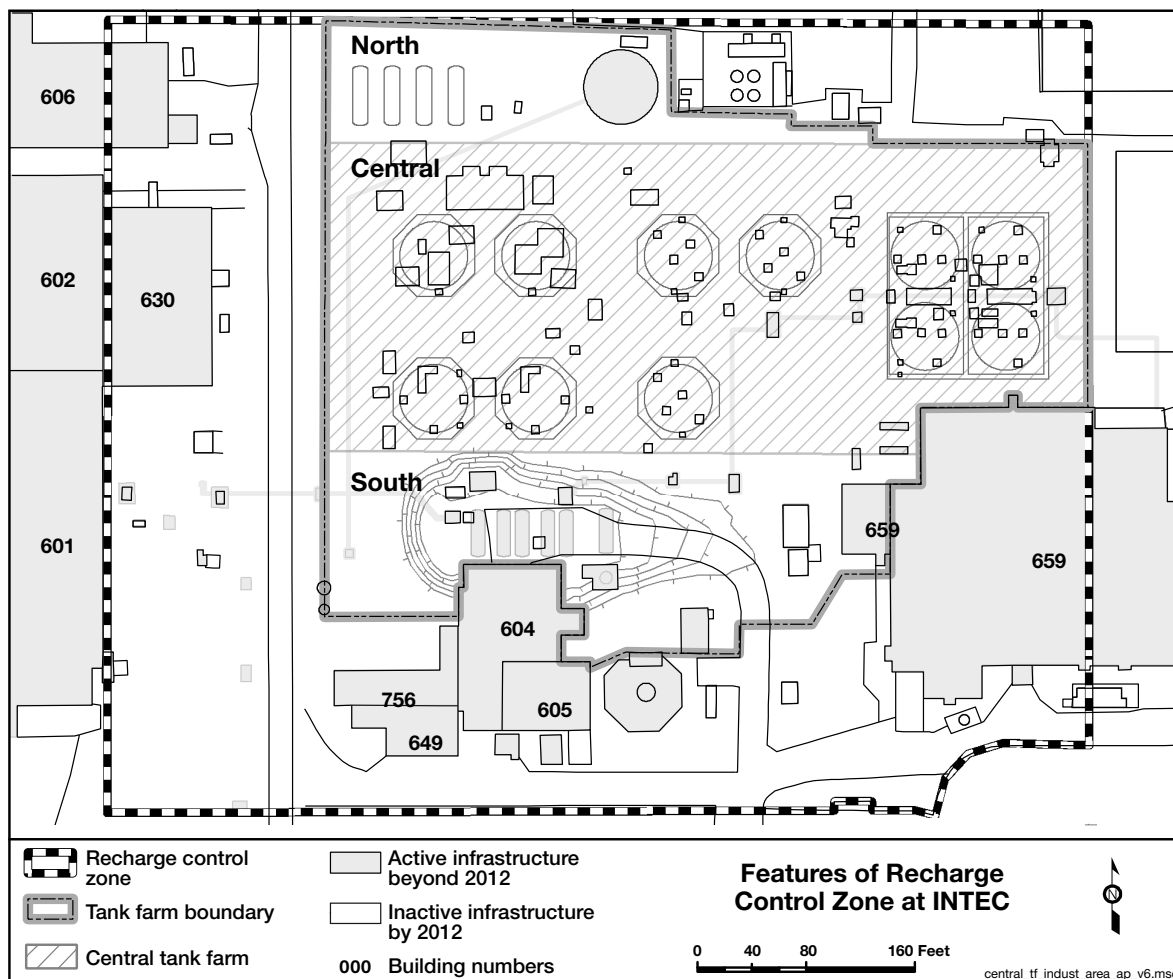 North
606
Central
602
630
South
601
659
659
604
756
605
649
Recharge control
zone
Tank farm boundary
Central tank farm
Active infrastructure
beyond 2012
Inactive infrastructure
by 2012
000 Building numbers
Features of Recharge
Control Zone at INTEC
N
0 40 80 160 Feet